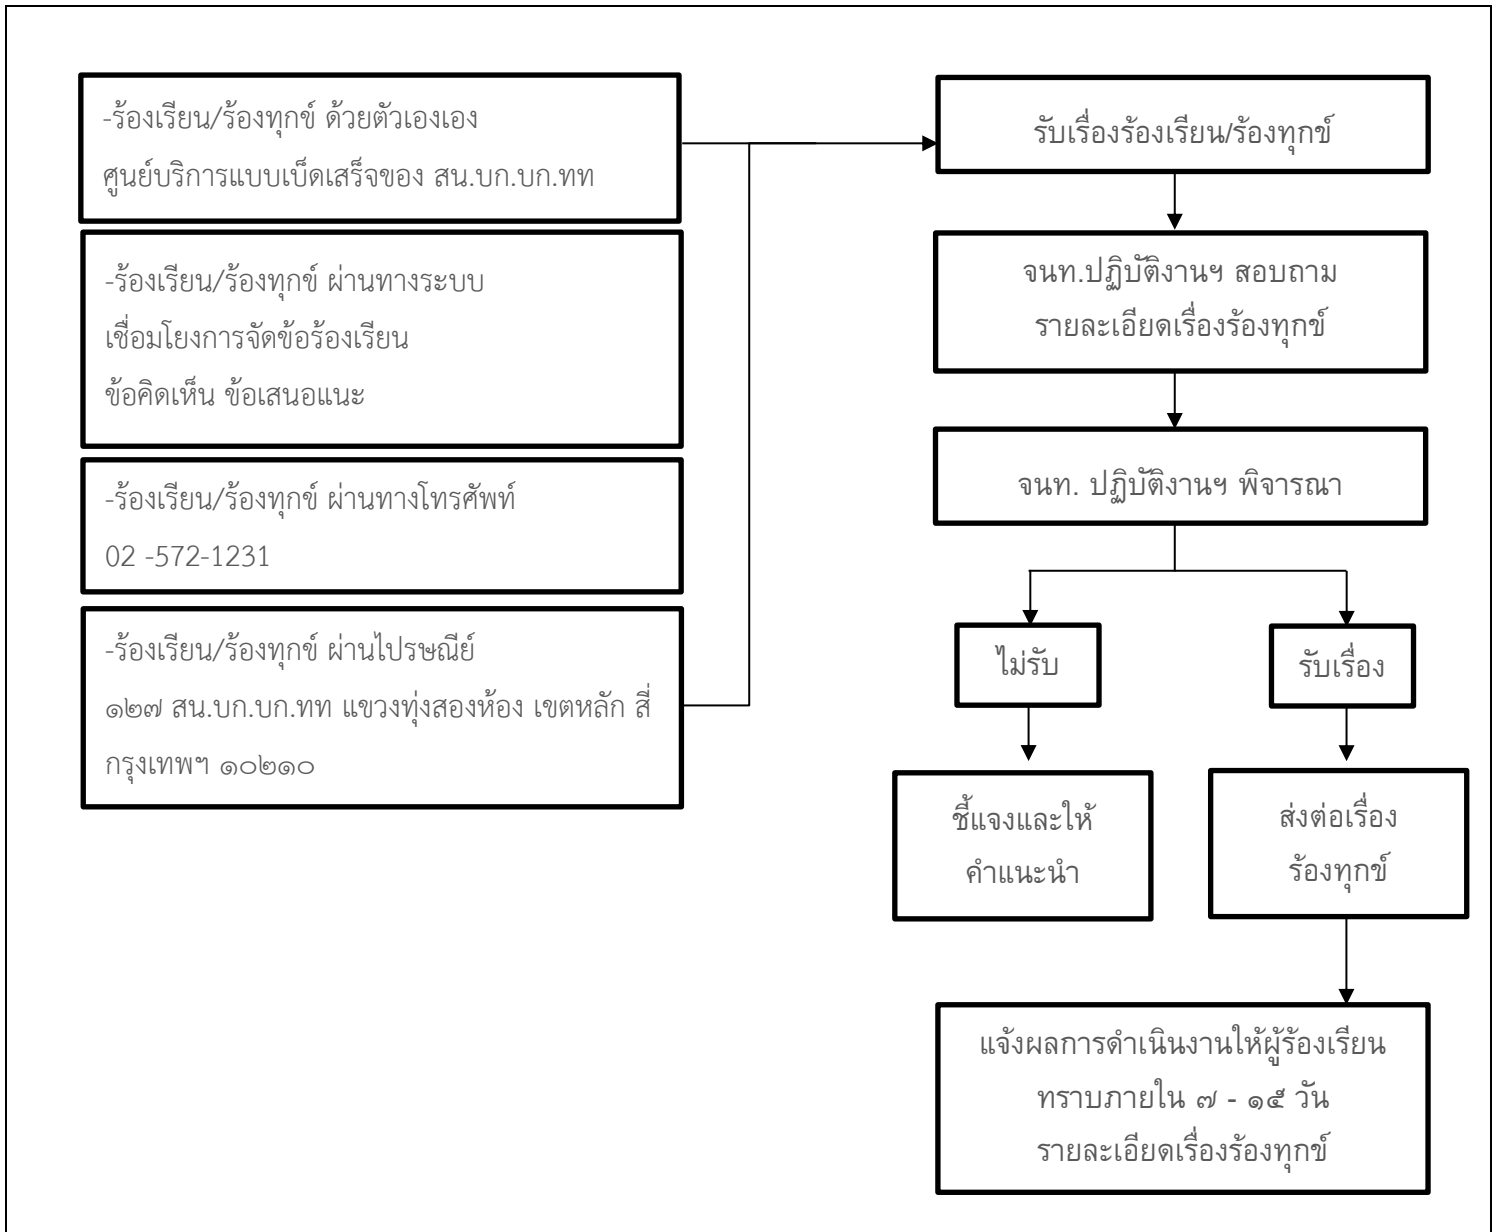 -ร้องเรียน/ร้องทุกข์ ด้วยตัวเองเอง
ศูนย์บริการแบบเบ็ดเสร็จของ สน.บก.บก.ทท
-ร้องเรียน/ร้องทุกข์ ผ่านทางระบบ
เชื่อมโยงการจัดข้อร้องเรียน
ข้อคิดเห็น ข้อเสนอแนะ
-ร้องเรียน/ร้องทุกข์ ผ่านทางโทรศัพท์
02 -572-1231
-ร้องเรียน/ร้องทุกข์ ผ่านไปรษณีย์
๑๒๗ สน.บก.บก.ทท แขวงทุ่งสองห้อง เขตหลัก สี่
กรุงเทพฯ ๑๐๒๑๐
รับเรื่องร้องเรียน/ร้องทุกข์
จนท.ปฏิบัติงานฯ สอบถาม
รายละเอียดเรื่องร้องทุกข์
จนท. ปฏิบัติงานฯ พิจารณา
ไม่รับ
รับเรื่อง
ชี้แจงและให้
คำแนะนำ
ส่งต่อเรื่อง
ร้องทุกข์
แจ้งผลการดำเนินงานให้ผู้ร้องเรียน
ทราบภายใน ๗ - ๑๕ วัน
รายละเอียดเรื่องร้องทุกข์